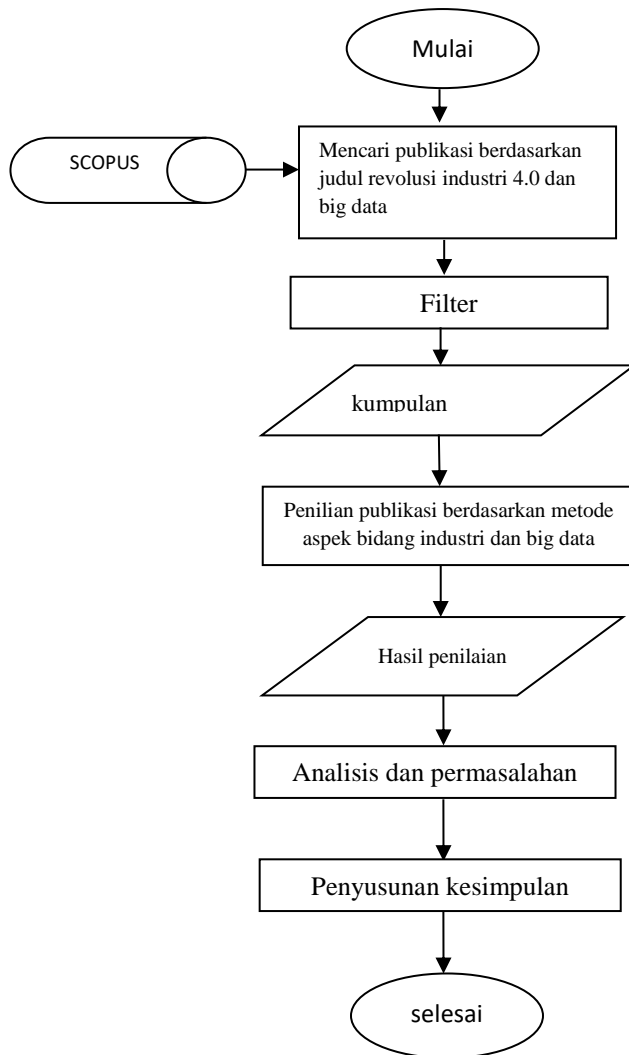 Mulai
SCOPUS
Mencari publikasi berdasarkan
judul revolusi industri 4.0 dan
big data
Filter
kumpulan
Penilian publikasi berdasarkan metode
aspek bidang industri dan big data
Hasil penilaian
Analisis dan permasalahan
Penyusunan kesimpulan
selesai